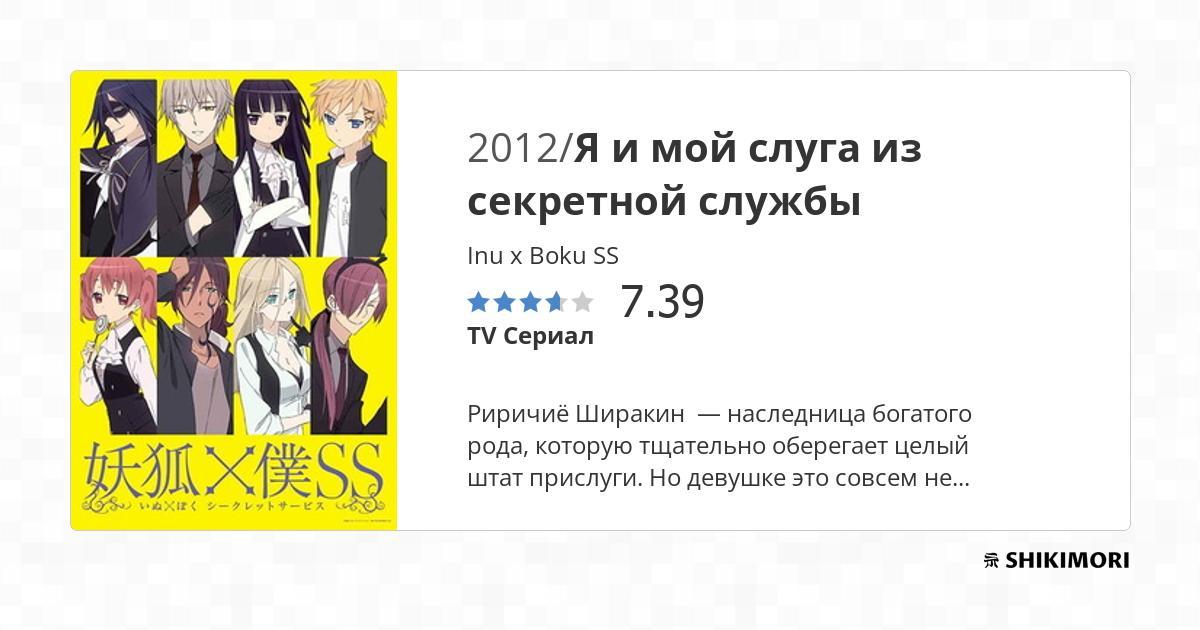 妖狐×僕SS
いぬ×ぼく シークレットサービス
2012/Я и мой слуга из
секретной службы
Inu x Boku SS
7.39
TV Сериал
Риричиё Ширакин — наследница богатого
рода, которую тщательно оберегает целый
штат прислуги. Но девушке это совсем не...
SHIKIMORI